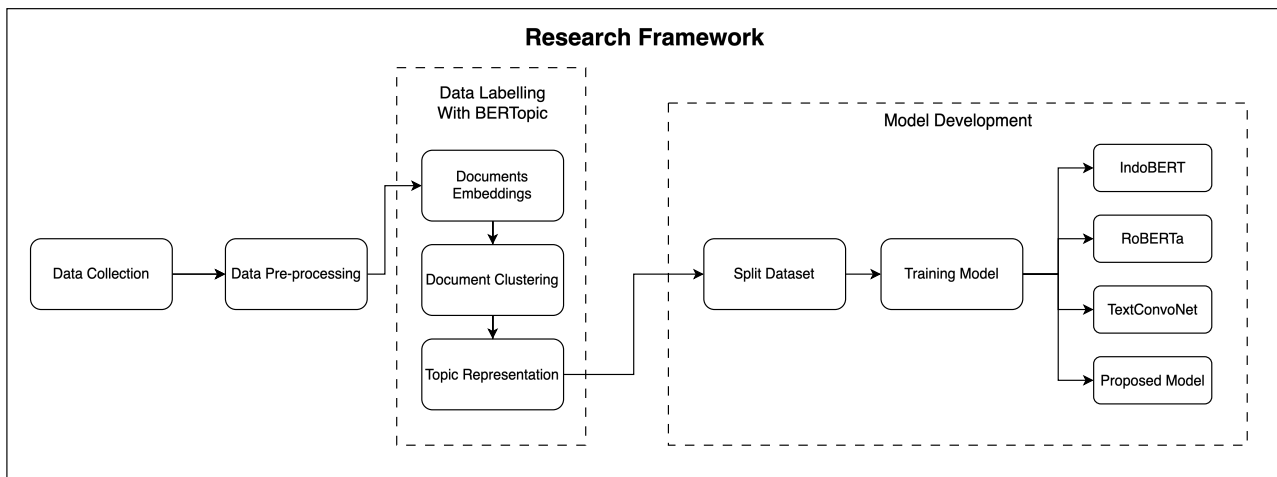 Research Framework
Data Labelling
With BERTopic
Documents
Embeddings
Document Clustering
Topic Representation
Data Collection
Data Pre-processing
Model Development
Split Dataset
Training Model
IndoBERT
RoBERTa
TextConvoNet
Proposed Model